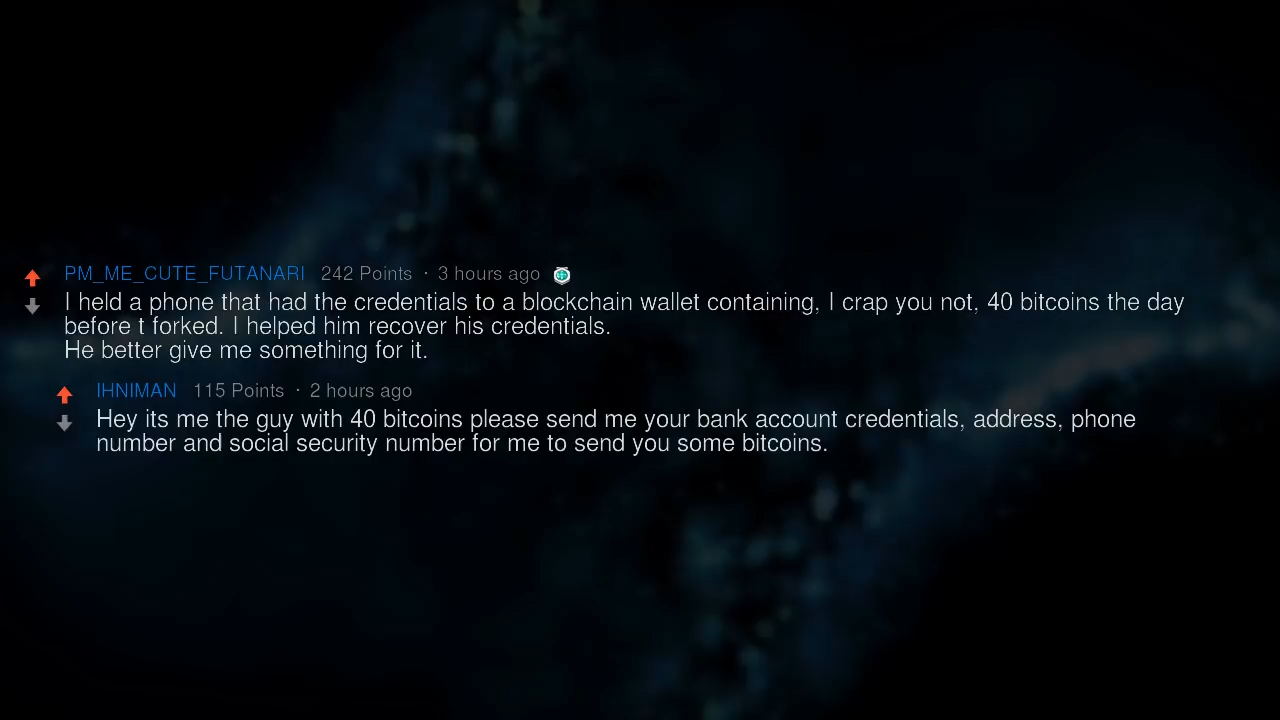 PM_ME_CUTE_FUTANARI 242 Points · 3 hours ago
I held a phone that had the credentials to a blockchain wallet containing, I crap you not, 40 bitcoins the day
before t forked. I helped him recover his credentials.
He better give me something for it.
IHNIMAN 115 Points · 2 hours ago
Hey its me the guy with 40 bitcoins please send me your bank account credentials, address, phone
number and social security number for me to send you some bitcoins.